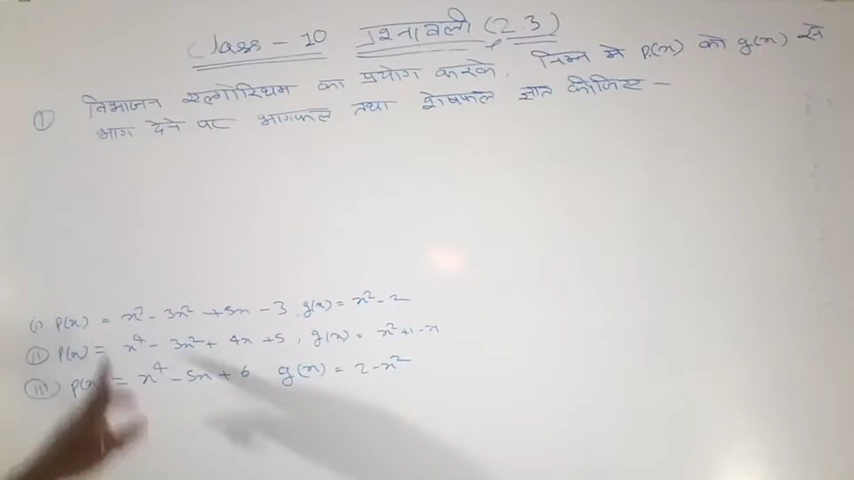 Class - 10 प्रश्नावली (2.3)
① विभाजन एल्गोरिथम का प्रयोग करके, निम्न में p(x) को g(x) से
भाग देने पर भागफल तथा शेषफल ज्ञात कीजिए -
(i) p(x) = x³ - 3x² + 5x - 3, g(x) = x² - 2
(ii) p(x) = x⁴ - 3x² + 4x + 5, g(x) = x² + 1 - x
(iii) p(x) = x⁴ - 5x + 6 g(x) = 2 - x²